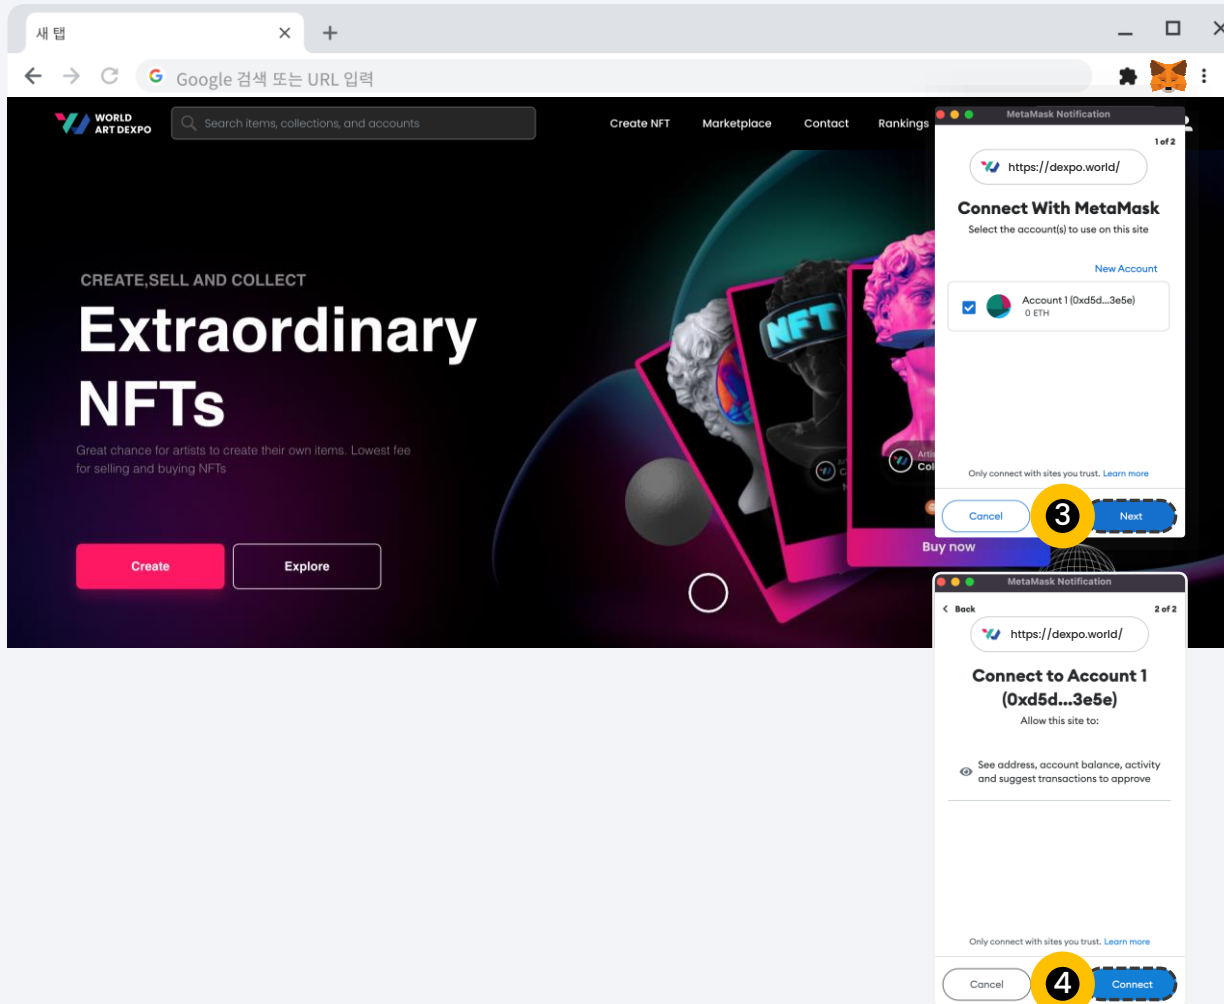 새 탭
Google 검색 또는 URL 입력
WORLD
ART DEXPO
Search items, collections, and accounts
Create NFT
Marketplace
Contact
Rankings
CREATE,SELL AND COLLECT
Extraordinary
NFTs
Great chance for artists to create their own items. Lowest fee
for selling and buying NFTs
Create
Explore
NFT
Buy now
MetaMask Notification
1 of 2
https://dexpo.world/
Connect With MetaMask
Select the account(s) to use on this site
New Account
Account 1 (0xd5d...3e5e)
0 ETH
Only connect with sites you trust. Learn more
Cancel
3
Next
MetaMask Notification
< Back
2 of 2
https://dexpo.world/
Connect to Account 1
(0xd5d...3e5e)
Allow this site to:
See address, account balance, activity
and suggest transactions to approve
Only connect with sites you trust. Learn more
Cancel
4
Connect